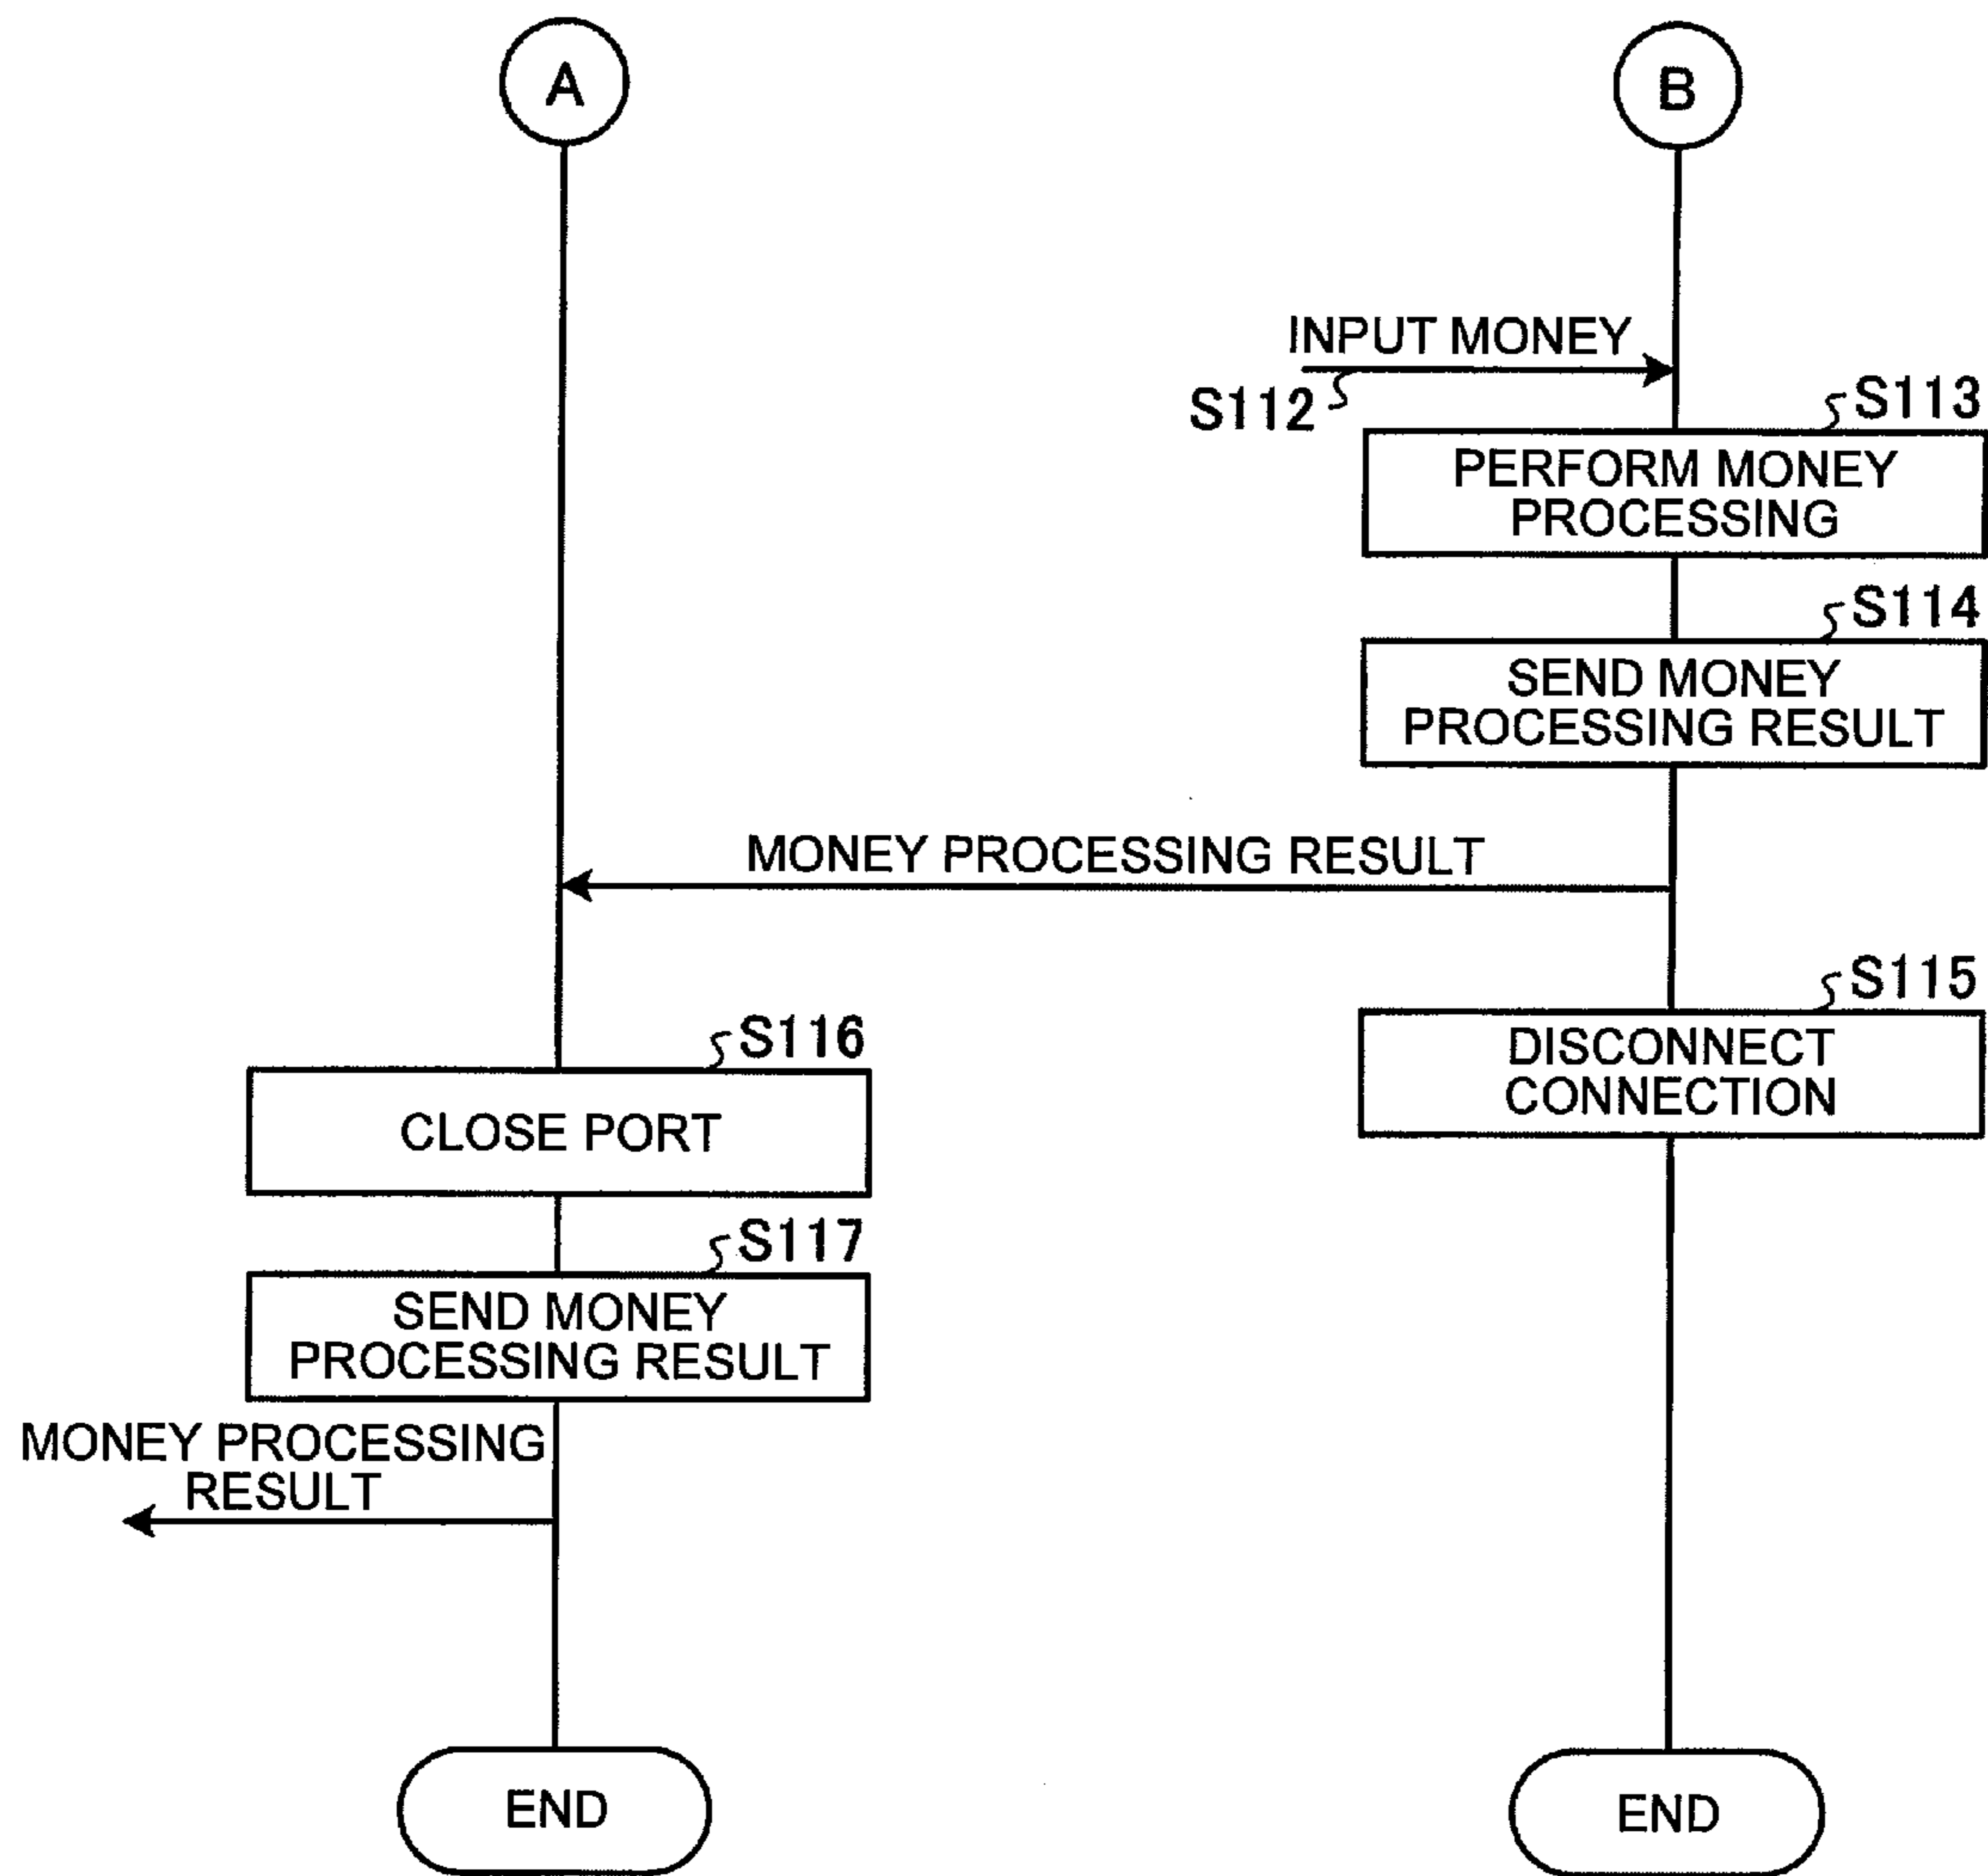 A
B
INPUT MONEY
S112
S113
PERFORM MONEY
PROCESSING
S114
SEND MONEY
PROCESSING RESULT
MONEY PROCESSING RESULT
S115
DISCONNECT
CONNECTION
S116
CLOSE PORT
S117
SEND MONEY
PROCESSING RESULT
MONEY PROCESSING
RESULT
END
END